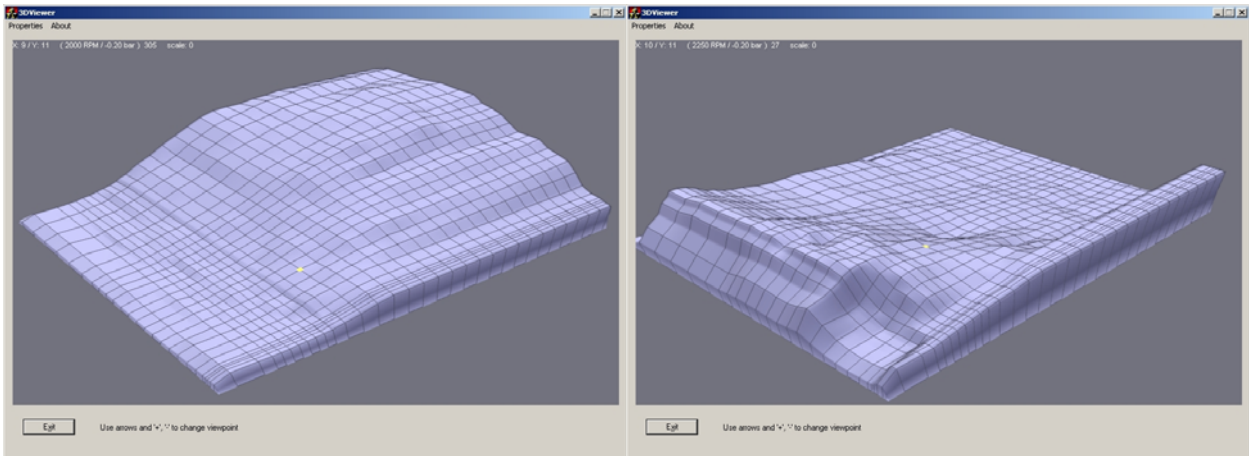 3DViewer
Properties About
X: 9 / Y: 11 ( 2000 RPM / -0.20 bar ) 305 scale: 0
Exit Use arrows and '+', '-' to change viewpoint
3DViewer
Properties About
X: 10 / Y: 11 ( 2250 RPM / -0.20 bar ) 27 scale: 0
Exit Use arrows and '+', '-' to change viewpoint